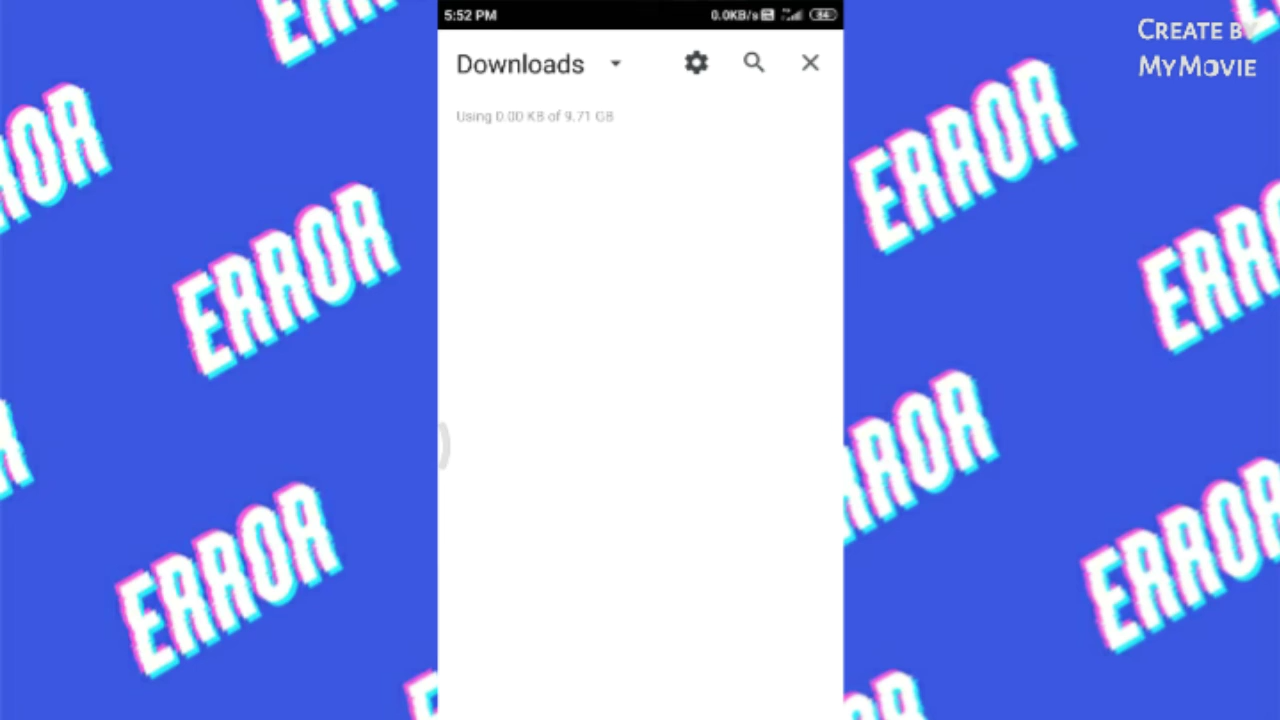 5:52 PM 0.0KB/s 84
Downloads
Using 0.00 KB of 9.71 GB
CREATE BY
MYMOVIE
ERROR
ERROR
ERROR
ERROR
ERROR
ERROR
ERROR
ERROR